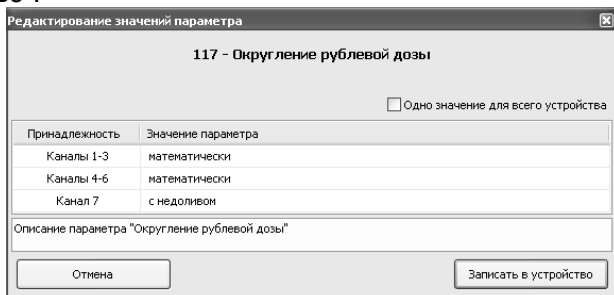 Редактирование значений параметра
117 - Округление рублевой дозы
Одно значение для всего устройства
Принадлежность Значение параметра
Каналы 1-3 математически
Каналы 4-6 математически
Канал 7 с недоливом
Описание параметра "Округление рублевой дозы"
Отмена Записать в устройство